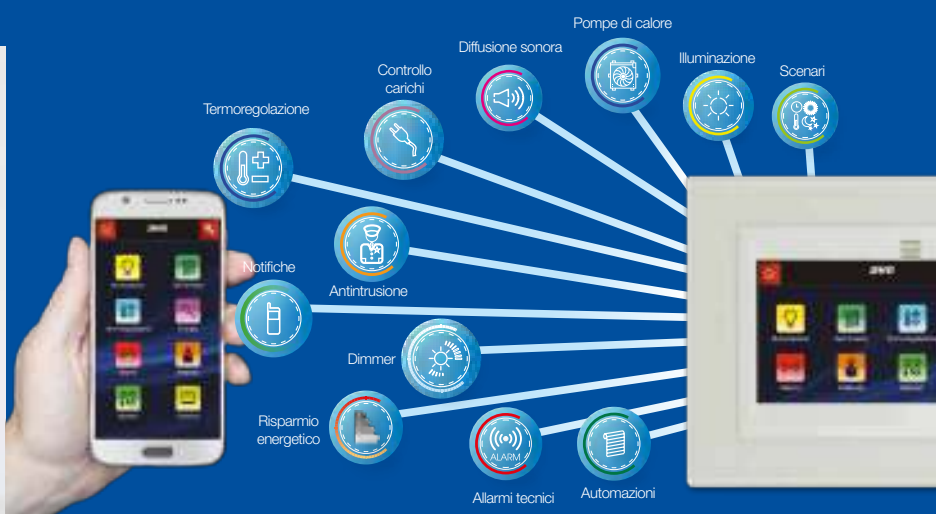 Pompe di calore
Diffusione sonora
Illuminazione
Controllo
carichi
Scenari
Termoregolazione
Notifiche
Antintrusione
Dimmer
Risparmio
energetico
ALARM
Allarmi tecnici
Automazioni